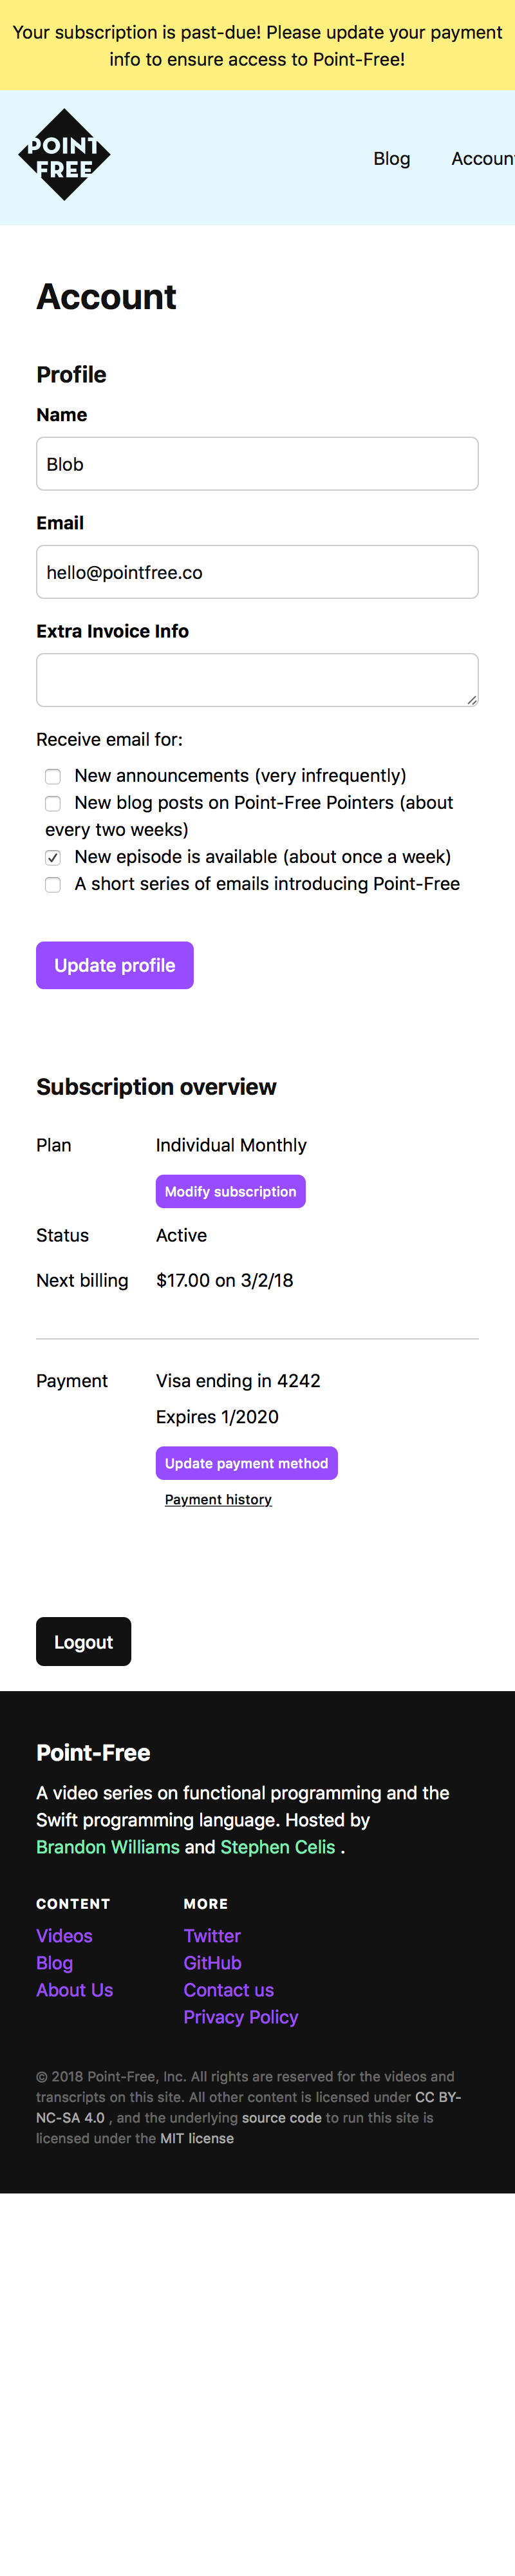 Your subscription is past-due! Please update your payment
info to ensure access to Point-Free!
POINT
FREE
Blog Accoun
Account
Profile
Name
Blob
Email
hello@pointfree.co
Extra Invoice Info
Receive email for:
New announcements (very infrequently)
New blog posts on Point-Free Pointers (about
every two weeks)
New episode is available (about once a week)
A short series of emails introducing Point-Free
Update profile
Subscription overview
Plan Individual Monthly
Modify subscription
Status Active
Next billing $17.00 on 3/2/18
Payment Visa ending in 4242
Expires 1/2020
Update payment method
Payment history
Logout
Point-Free
A video series on functional programming and the
Swift programming language. Hosted by
Brandon Williams and Stephen Celis .
CONTENT MORE
Videos Twitter
Blog GitHub
About Us Contact us
Privacy Policy
© 2018 Point-Free, Inc. All rights are reserved for the videos and
transcripts on this site. All other content is licensed under CC BY-
NC-SA 4.0 , and the underlying source code to run this site is
licensed under the MIT license